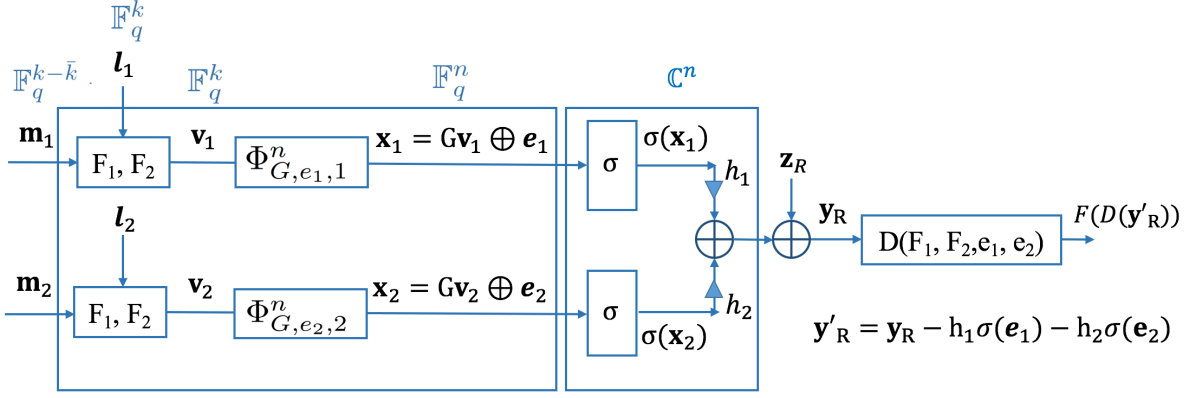 𝔽_q^k
𝔽_q^{k−k̄} 𝒍₁ 𝔽_q^k 𝔽_q^n ℂ^n
𝐦₁ F₁, F₂ 𝐯₁ Φ^n_{G,e₁,1} 𝐱₁ = G𝐯₁ ⊕ 𝒆₁ σ σ(𝐱₁) h₁ 𝐳_R
𝐲_R D(F₁, F₂,e₁, e₂) F(D(𝐲′_R))
𝒍₂
𝐦₂ F₁, F₂ 𝐯₂ Φ^n_{G,e₂,2} 𝐱₂ = G𝐯₂ ⊕ 𝒆₂ σ σ(𝐱₂) h₂
𝐲′_R = 𝐲_R − h₁σ(𝒆₁) − h₂σ(𝐞₂)